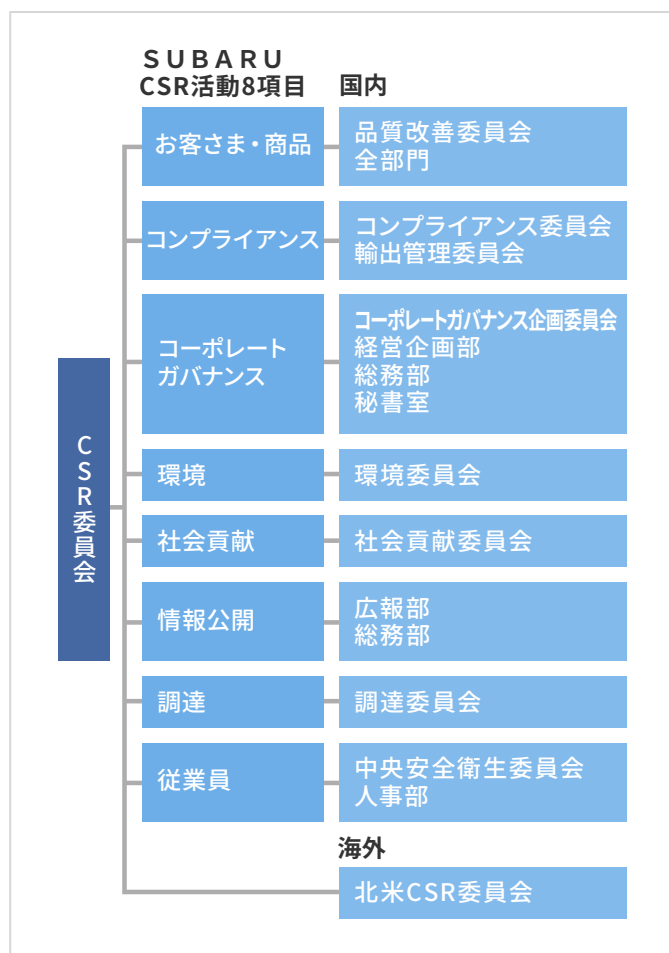 ＳＵＢＡＲＵ
CSR活動8項目
国内
CSR委員会
お客さま・商品
品質改善委員会
全部門
コンプライアンス
コンプライアンス委員会
輸出管理委員会
コーポレート
ガバナンス
コーポレートガバナンス企画委員会
経営企画部
総務部
秘書室
環境
環境委員会
社会貢献
社会貢献委員会
情報公開
広報部
総務部
調達
調達委員会
従業員
中央安全衛生委員会
人事部
海外
北米CSR委員会